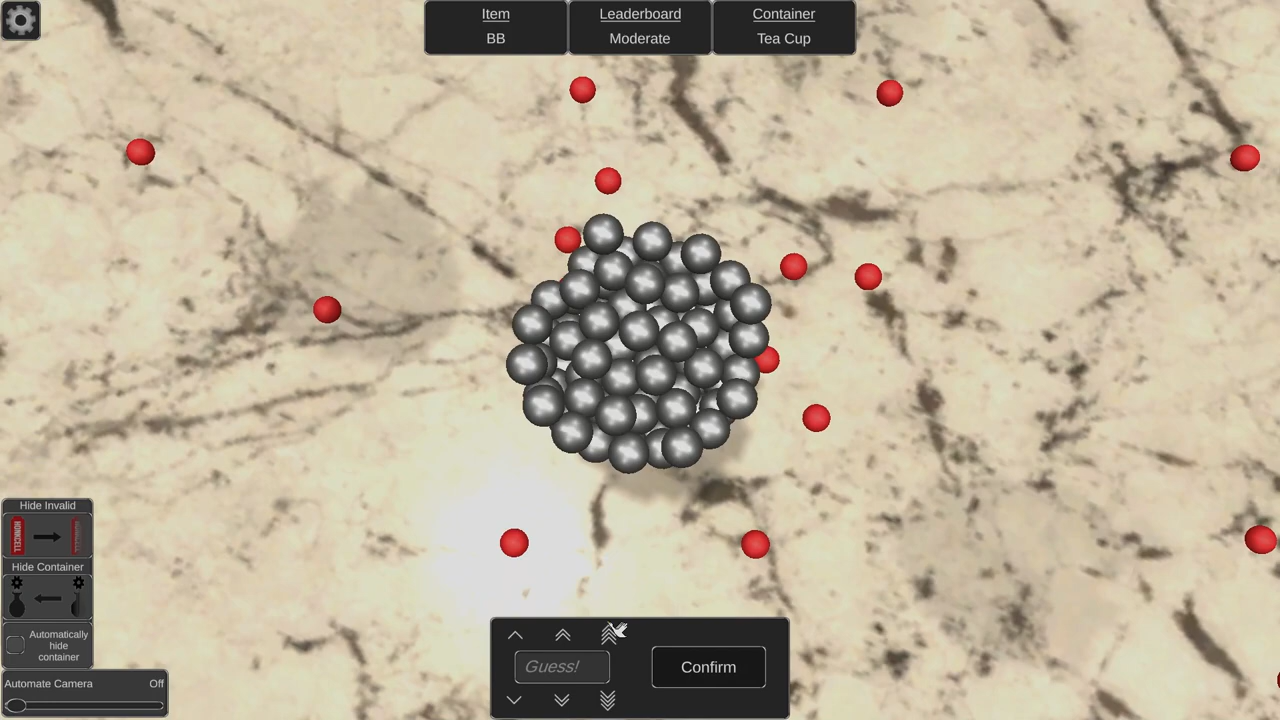 Item
BB
Leaderboard
Moderate
Container
Tea Cup
Hide Invalid
Hide Container
Automatically
hide
container
Automate Camera
Off
Guess!
Confirm